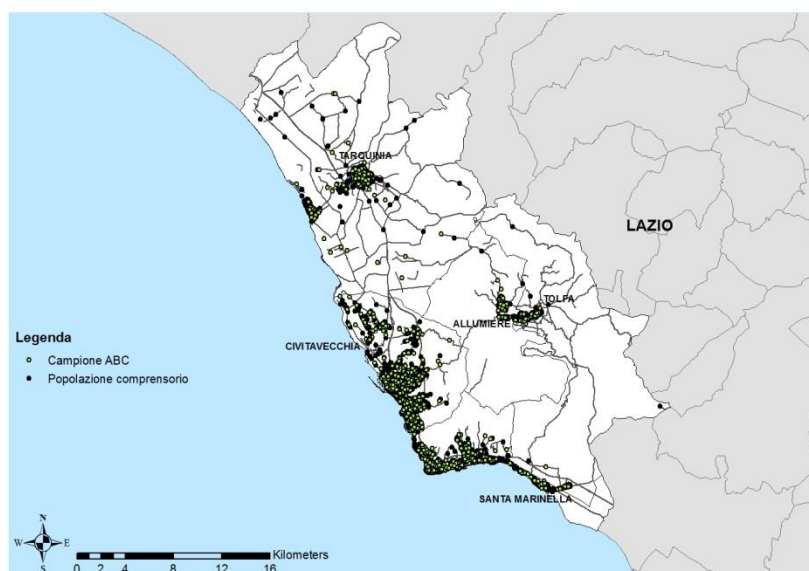 TARQUINIA
LAZIO
TOLFA
ALLUMIERE
Legenda
Campione ABC
CIVITAVECCHIA
Popolazione comprensorio
SANTA MARINELLA
N
W E
S
Kilometers
0 2 4 8 12 16